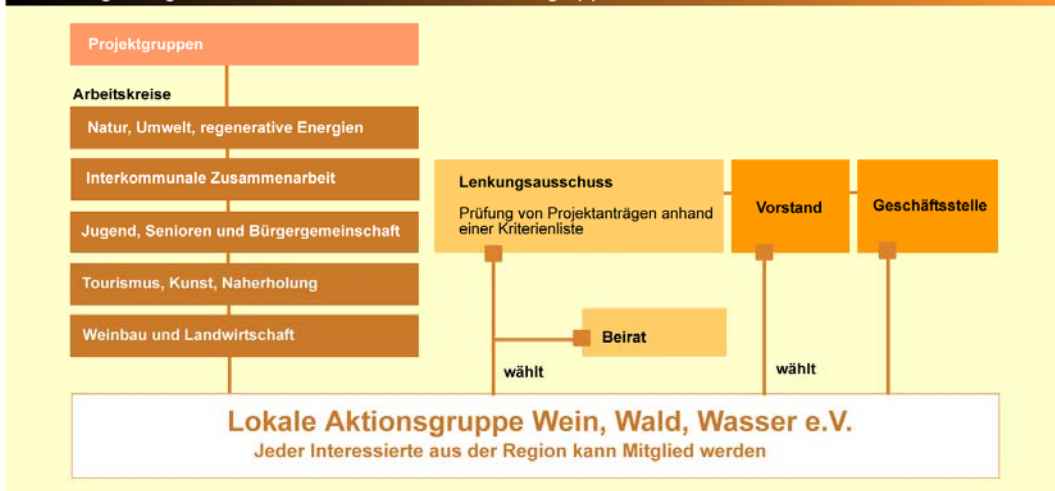 Projektgruppen
Arbeitskreise
Natur, Umwelt, regenerative Energien
Interkommunale Zusammenarbeit
Jugend, Senioren und Bürgergemeinschaft
Tourismus, Kunst, Naherholung
Weinbau und Landwirtschaft
Lenkungsausschuss
Prüfung von Projektanträgen anhand
einer Kriterienliste
Vorstand
Geschäftsstelle
Beirat
wählt
wählt
Lokale Aktionsgruppe Wein, Wald, Wasser e.V.
Jeder Interessierte aus der Region kann Mitglied werden